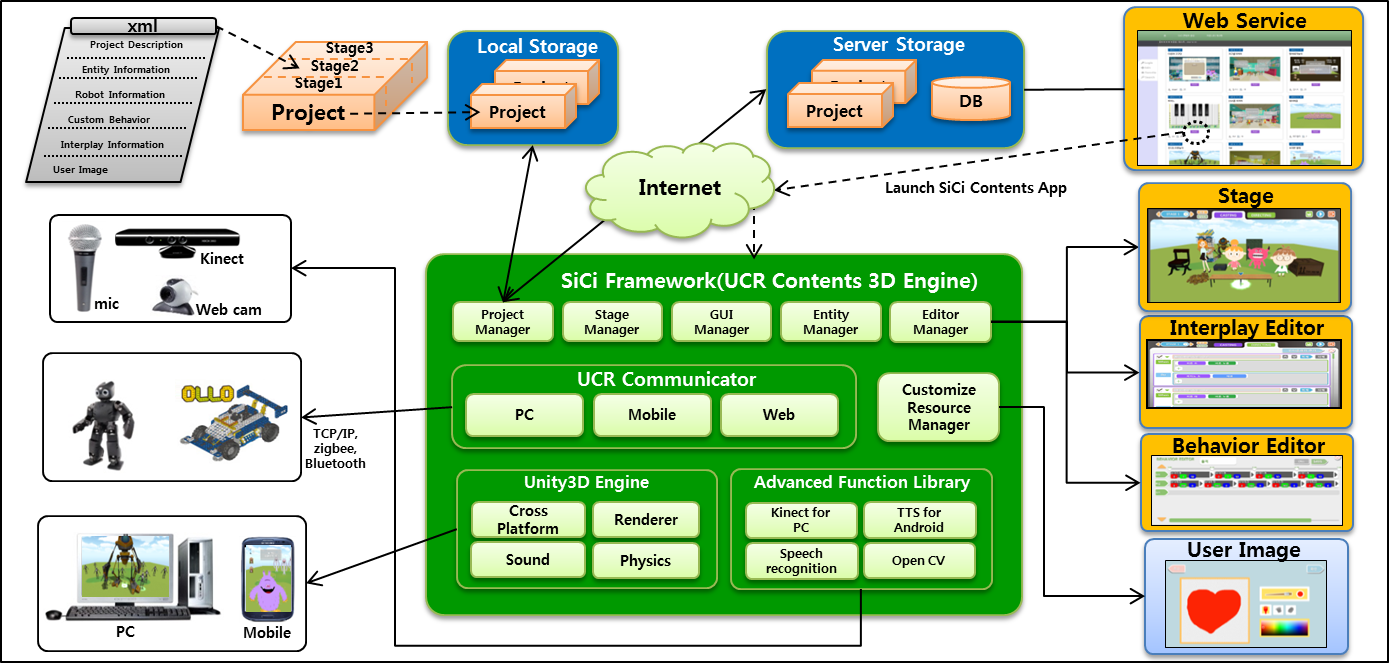 xml
Project Description
Entity Information
Robot Information
Custom Behavior
Interplay Information
User Image
Stage3
Stage2
Stage1
Project
Local Storage
Project
Server Storage
Project
DB
Web Service
Internet
Launch SiCi Contents App
mic
Kinect
Web cam
OLLO
TCP/IP,
zigbee,
Bluetooth
PC
Mobile
SiCi Framework(UCR Contents 3D Engine)
Project
Manager
Stage
Manager
GUI
Manager
Entity
Manager
Editor
Manager
UCR Communicator
PC
Mobile
Web
Customize
Resource
Manager
Unity3D Engine
Cross
Platform
Renderer
Sound
Physics
Advanced Function Library
Kinect for
PC
TTS for
Android
Speech
recognition
Open CV
Stage
Interplay Editor
Behavior Editor
User Image